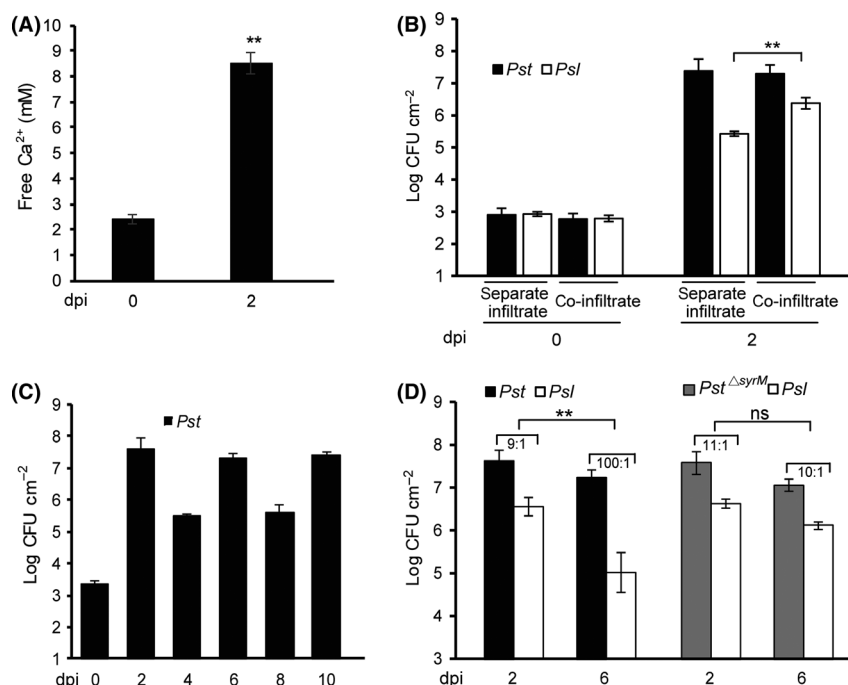 (A)
**
Free Ca²⁺ (mM)
10
9
8
7
6
5
4
3
2
1
0
dpi 0 2
(B)
Pst Psl
**
Log CFU cm⁻²
8
7
6
5
4
3
2
1
Separate infiltrate Co-infiltrate Separate infiltrate Co-infiltrate
dpi 0 2
(C)
Pst
Log CFU cm⁻²
9
8
7
6
5
4
3
2
1
dpi 0 2 4 6 8 10
(D)
Pst Psl Pst△syrM Psl
** ns
9:1 100:1 11:1 10:1
Log CFU cm⁻²
9
8
7
6
5
4
3
2
dpi 2 6 2 6